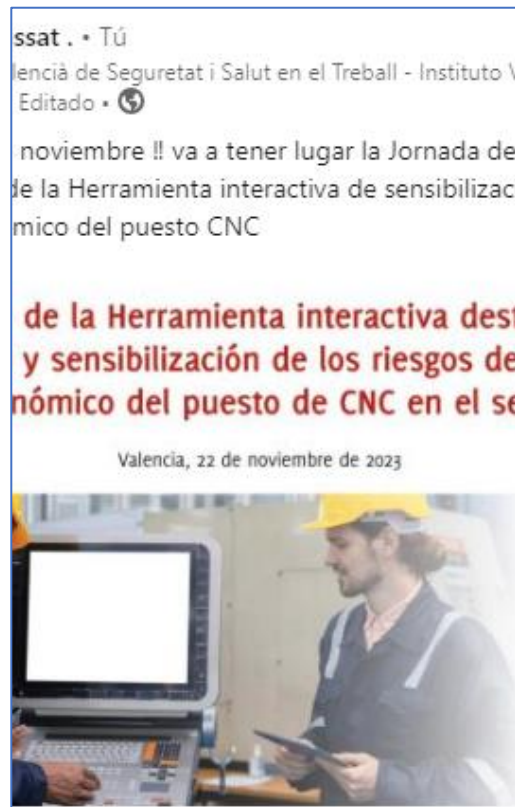 ssat . • Tú
lencià de Seguretat i Salut en el Treball - Instituto V
Editado •
noviembre !! va a tener lugar la Jornada de
de la Herramienta interactiva de sensibilizac
mico del puesto CNC
de la Herramienta interactiva dest
y sensibilización de los riesgos de
nómico del puesto de CNC en el se
Valencia, 22 de noviembre de 2023